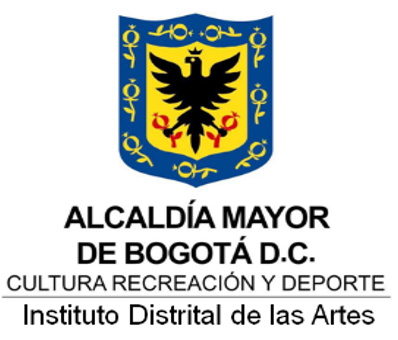 ALCALDÍA MAYOR
DE BOGOTÁ D.C.
CULTURA RECREACIÓN Y DEPORTE
Instituto Distrital de las Artes